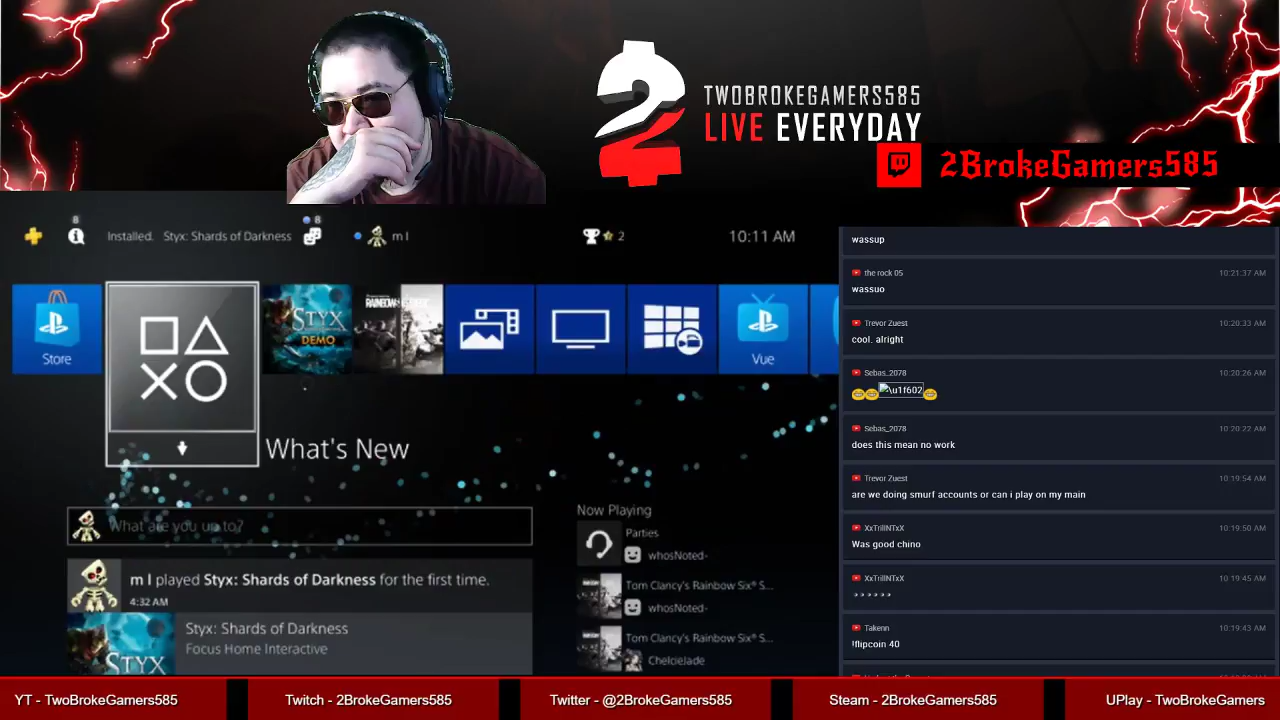 TWOBROKEGAMERS585
LIVE EVERYDAY
2BrokeGamers585
8
Installed. Styx: Shards of Darkness
8
m l
2
10:11 AM
Store
STYX
DEMO
RAINBOW
Vue
What's New
What are you up to?
m l played Styx: Shards of Darkness for the first time.
4:32 AM
STYX
Styx: Shards of Darkness
Focus Home Interactive
Now Playing
Parties
whosNoted-
Tom Clancy's Rainbow Six® S...
whosNoted-
Tom Clancy's Rainbow Six® S...
ChelcieJade
wassup
the rock 05 10:21:37 AM
wassuo
Trevor Zuest 10:20:33 AM
cool. alright
Sebas_2078 10:20:26 AM
\u1f602
Sebas_2078 10:20:22 AM
does this mean no work
Trevor Zuest 10:19:54 AM
are we doing smurf accounts or can i play on my main
XxTrillNTxX 10:19:50 AM
Was good chino
XxTrillNTxX 10:19:45 AM
Takenn 10:19:43 AM
!flipcoin 40
YT - TwoBrokeGamers585
Twitch - 2BrokeGamers585
Twitter - @2BrokeGamers585
Steam - 2BrokeGamers585
UPlay - TwoBrokeGamers